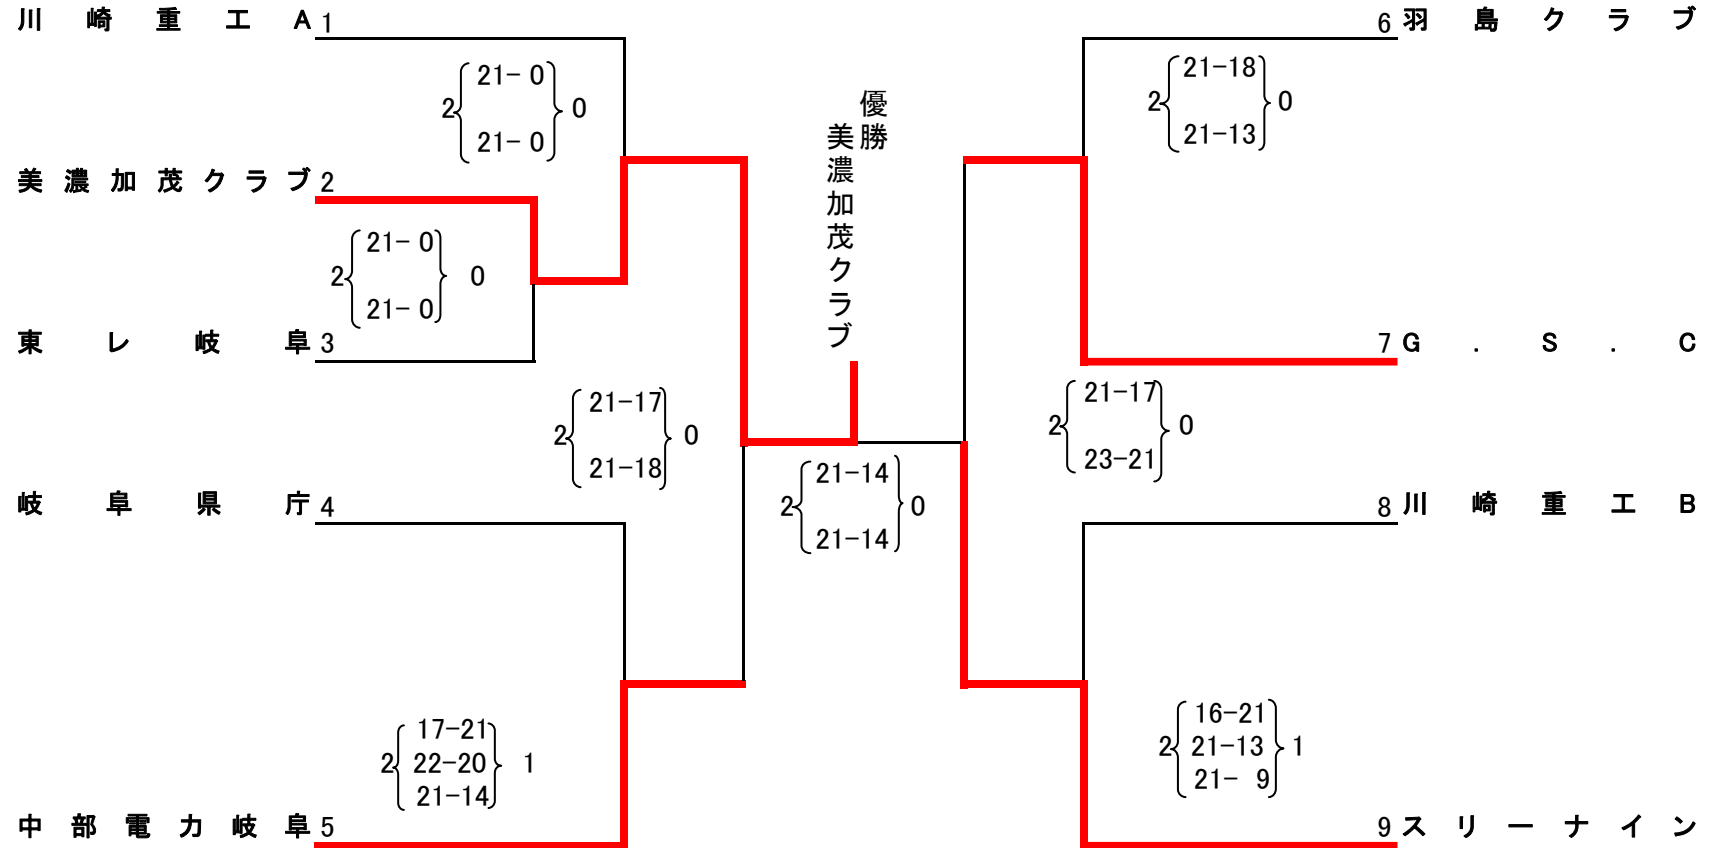 川崎重工A 1
2 21-0 0
21-0
美濃加茂クラブ 2
2 21-0 0
21-0
東レ岐阜 3
2 21-17 0
21-18
岐阜県庁 4
17-21
2 22-20 1
21-14
中部電力岐阜 5
優勝
美濃加茂クラブ
2 21-14 0
21-14
6 羽島クラブ
2 21-18 0
21-13
7 G.S.C
2 21-17 0
23-21
8 川崎重工B
16-21
2 21-13 1
21-9
9 スリーナイン